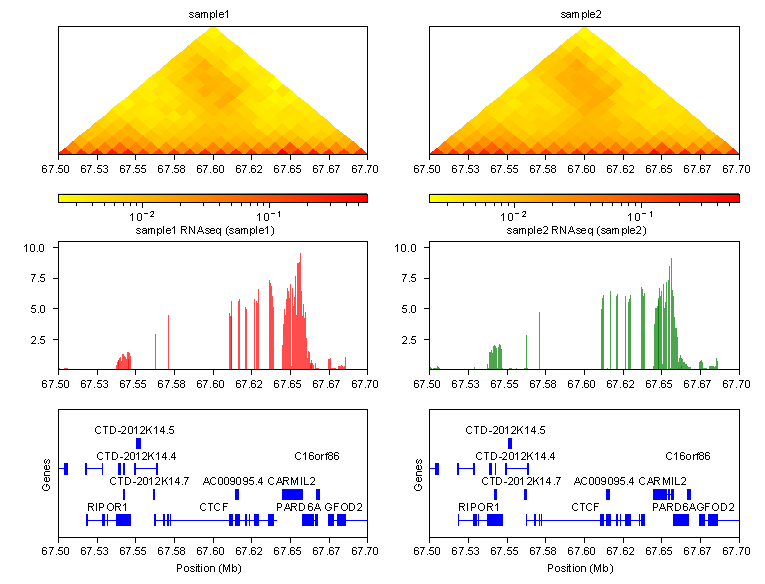 sample1
sample2
67.50 67.53 67.55 67.58 67.60 67.62 67.65 67.67 67.70
67.50 67.53 67.55 67.58 67.60 67.62 67.65 67.67 67.70
10⁻² 10⁻¹
10⁻² 10⁻¹
sample1 RNAseq (sample1)
sample2 RNAseq (sample2)
10.0
7.5
5.0
2.5
10.0
7.5
5.0
2.5
67.50 67.53 67.55 67.58 67.60 67.62 67.65 67.67 67.70
67.50 67.53 67.55 67.58 67.60 67.62 67.65 67.67 67.70
Genes
CTD-2012K14.5
CTD-2012K14.4 C16orf86
CTD-2012K14.7 AC009095.4 CARMIL2
RIPOR1 CTCF PARD6A GFOD2
67.50 67.53 67.55 67.58 67.60 67.62 67.65 67.67 67.70
Position (Mb)
Genes
CTD-2012K14.5
CTD-2012K14.4 C16orf86
CTD-2012K14.7 AC009095.4 CARMIL2
RIPOR1 CTCF PARD6A GFOD2
67.50 67.53 67.55 67.58 67.60 67.62 67.65 67.67 67.70
Position (Mb)